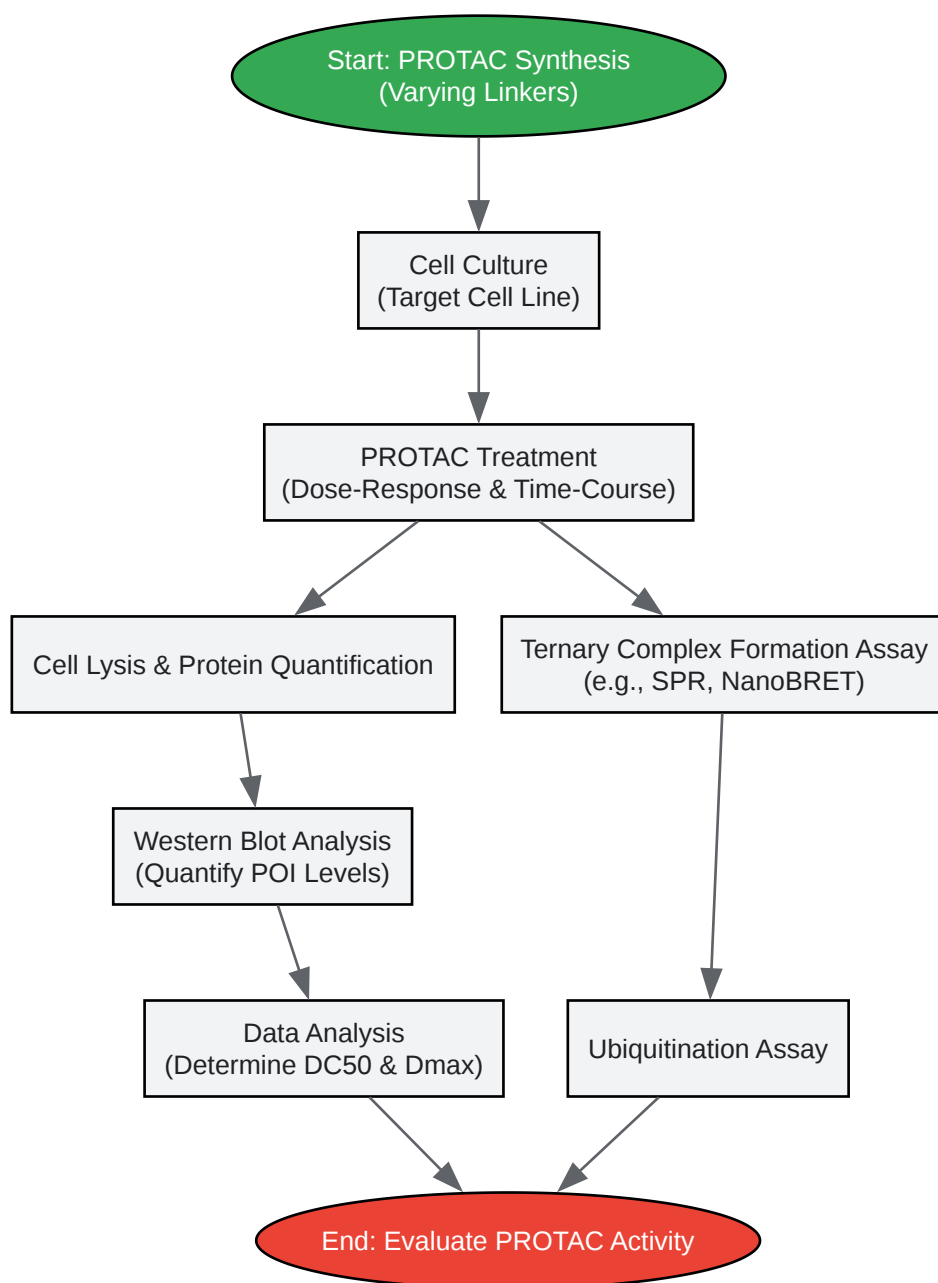 Start: PROTAC Synthesis
(Varying Linkers)
Cell Culture
(Target Cell Line)
PROTAC Treatment
(Dose-Response & Time-Course)
Cell Lysis & Protein Quantification
Ternary Complex Formation Assay
(e.g., SPR, NanoBRET)
Western Blot Analysis
(Quantify POI Levels)
Data Analysis
(Determine DC50 & Dmax)
Ubiquitination Assay
End: Evaluate PROTAC Activity